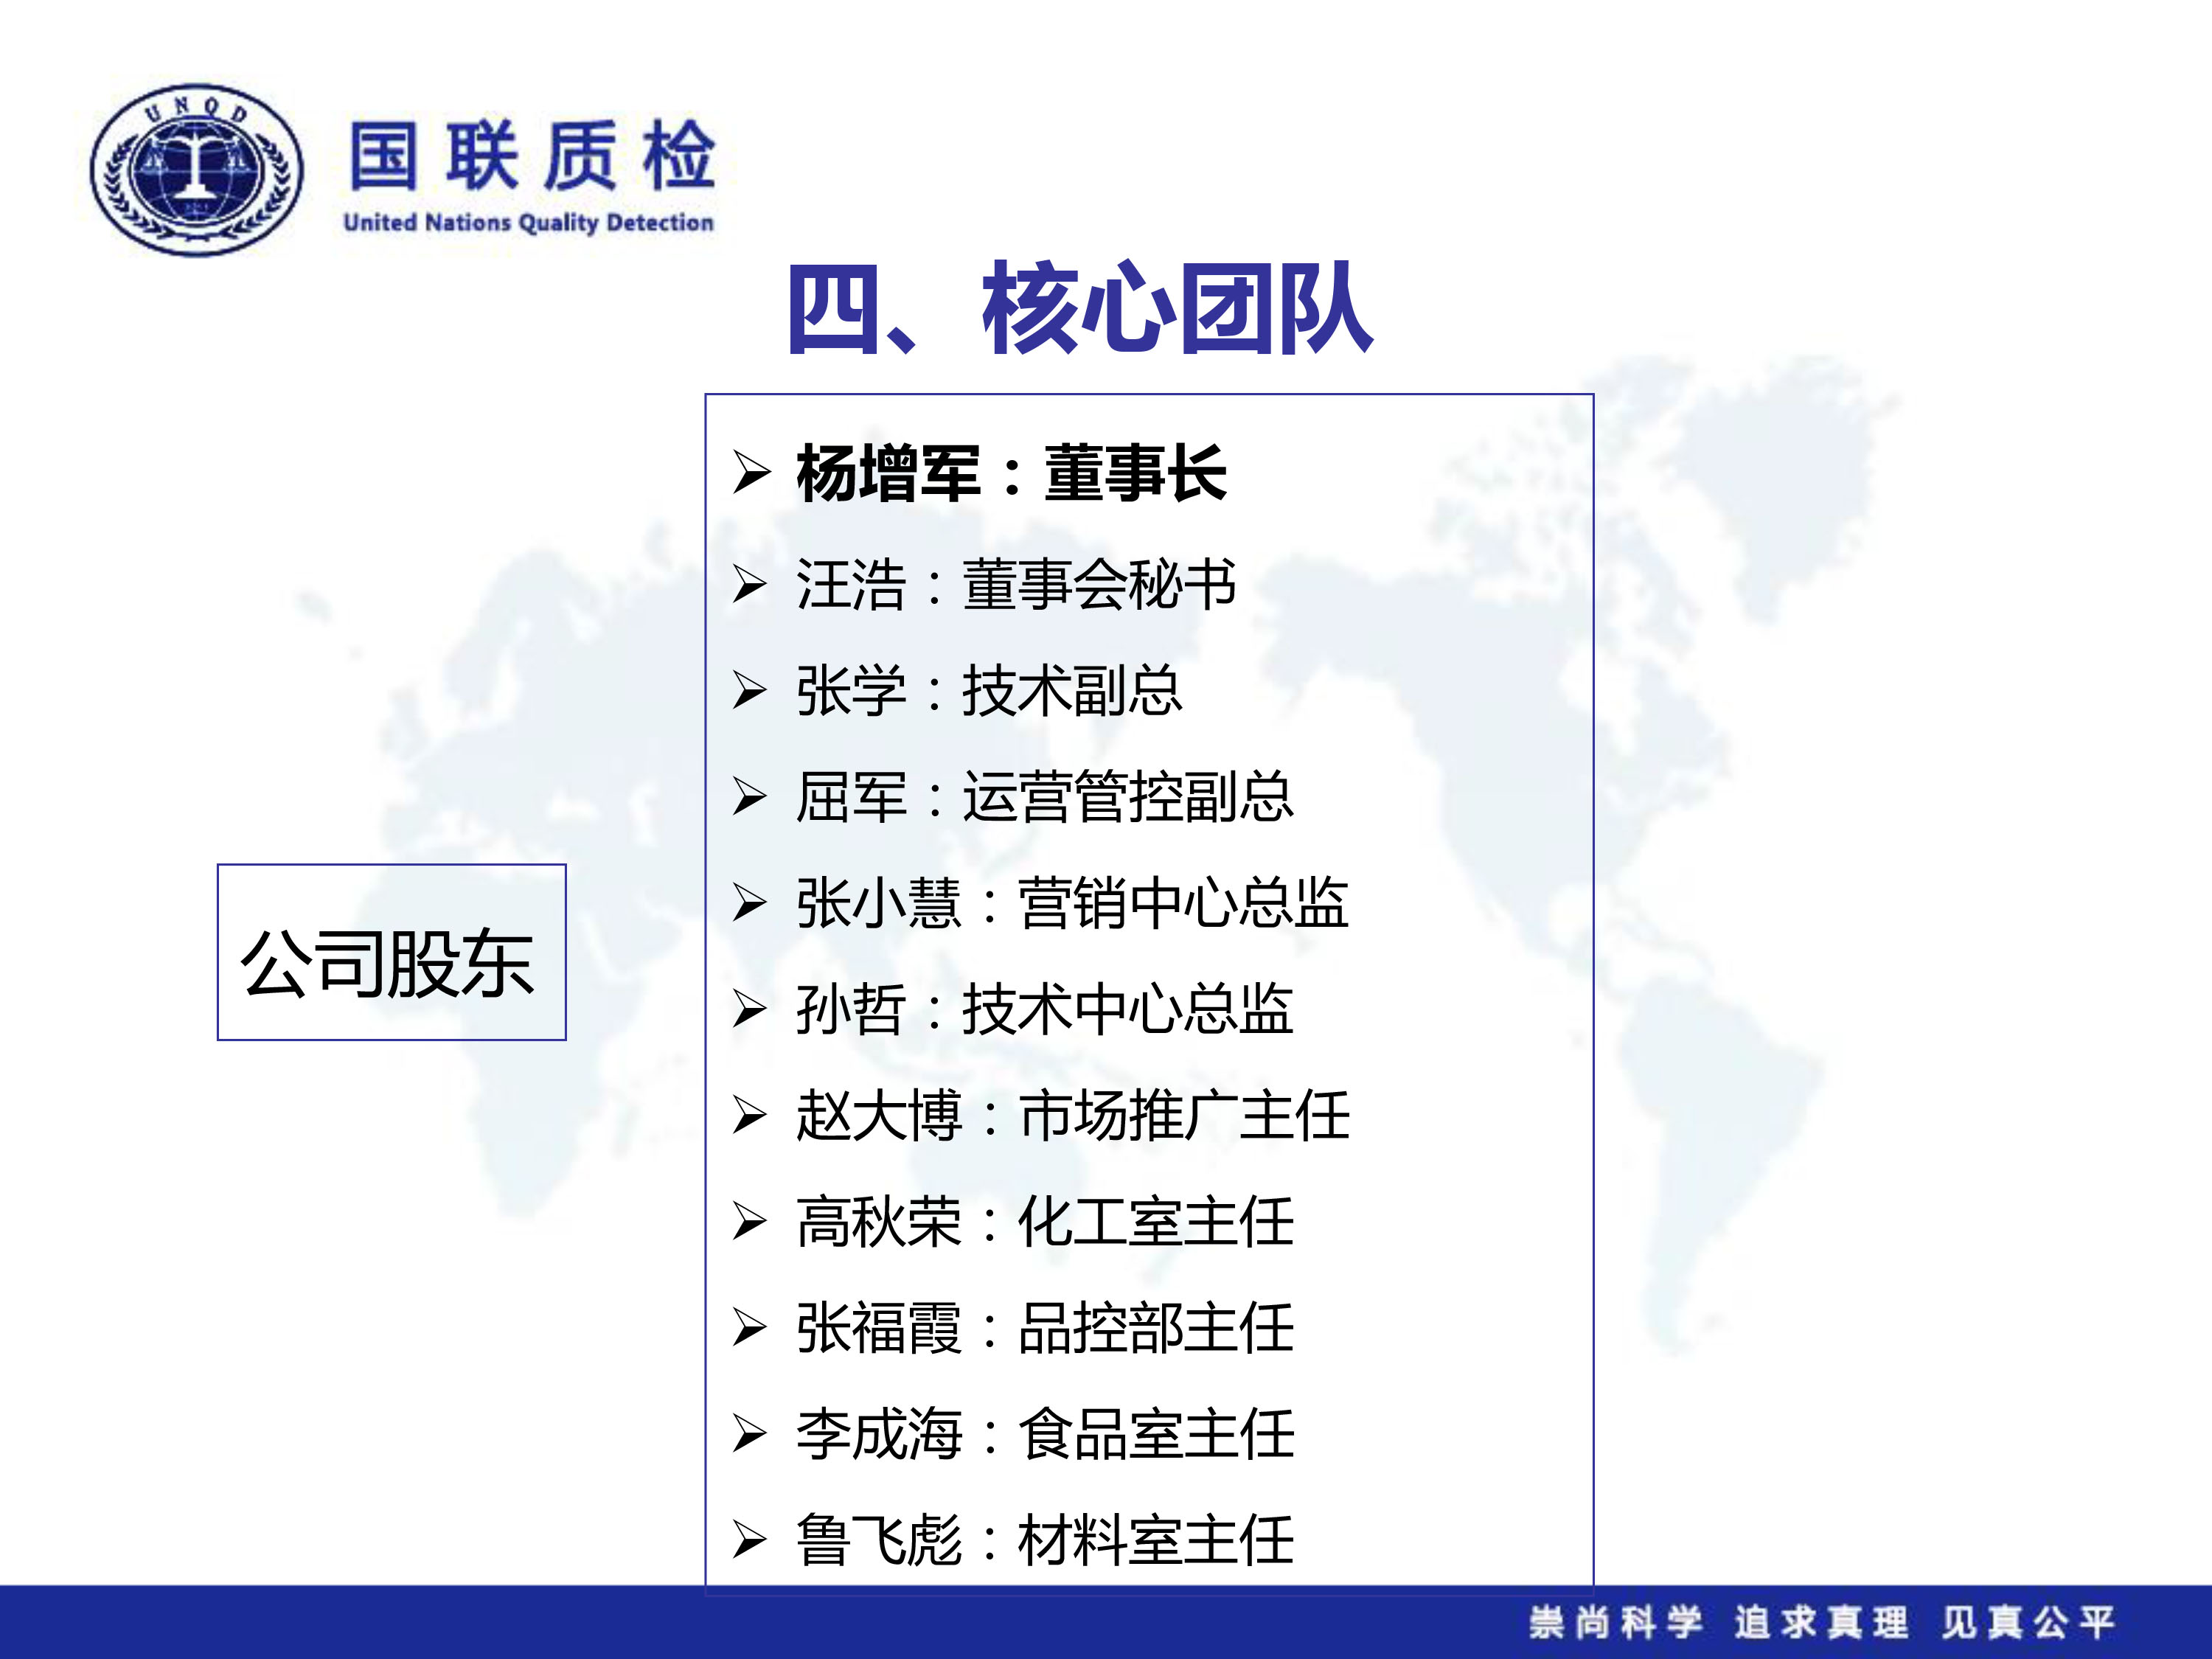 UNQD
国联质检
United Nations Quality Detection
四、核心团队
公司股东
➢ 杨增军：董事长
➢ 汪浩：董事会秘书
➢ 张学：技术副总
➢ 屈军：运营管控副总
➢ 张小慧：营销中心总监
➢ 孙哲：技术中心总监
➢ 赵大博：市场推广主任
➢ 高秋荣：化工室主任
➢ 张福霞：品控部主任
➢ 李成海：食品室主任
➢ 鲁飞彪：材料室主任
崇尚科学 追求真理 见真公平